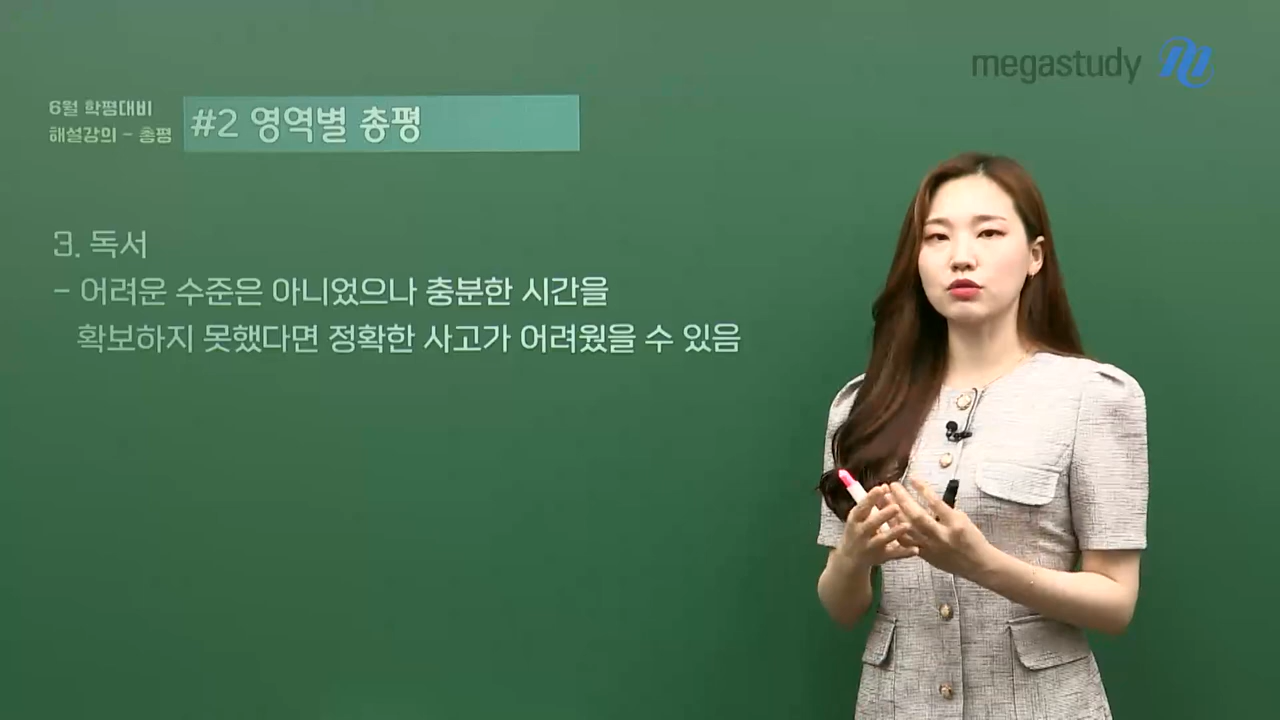 megastudy
6월 학평대비
해설강의 - 총평
#2 영역별 총평
3. 독서
- 어려운 수준은 아니었으나 충분한 시간을
확보하지 못했다면 정확한 사고가 어려웠을 수 있음